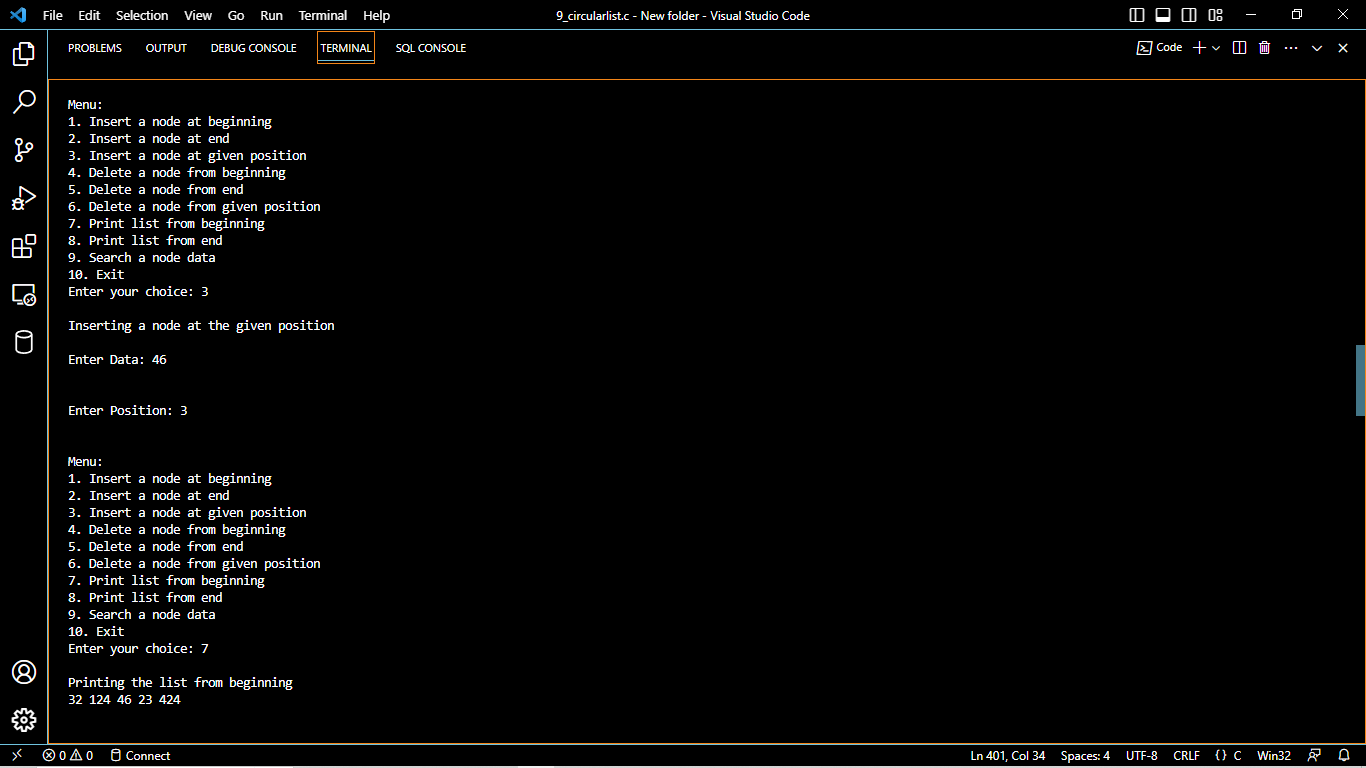 File Edit Selection View Go Run Terminal Help 9_circularlist.c - New folder - Visual Studio Code
PROBLEMS OUTPUT DEBUG CONSOLE TERMINAL SQL CONSOLE Code
Menu:
1. Insert a node at beginning
2. Insert a node at end
3. Insert a node at given position
4. Delete a node from beginning
5. Delete a node from end
6. Delete a node from given position
7. Print list from beginning
8. Print list from end
9. Search a node data
10. Exit
Enter your choice: 3
Inserting a node at the given position
Enter Data: 46
Enter Position: 3
Menu:
1. Insert a node at beginning
2. Insert a node at end
3. Insert a node at given position
4. Delete a node from beginning
5. Delete a node from end
6. Delete a node from given position
7. Print list from beginning
8. Print list from end
9. Search a node data
10. Exit
Enter your choice: 7
Printing the list from beginning
32 124 46 23 424
0 0 Connect Ln 401, Col 34 Spaces: 4 UTF-8 CRLF {} C Win32